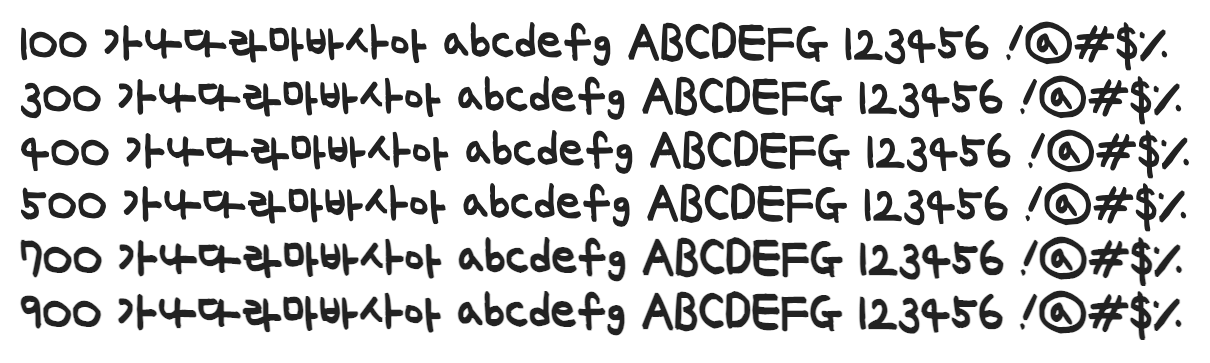 100 가나다라마바사아 abcdefg ABCDEFG 123456 !@#$%
300 가나다라마바사아 abcdefg ABCDEFG 123456 !@#$%
400 가나다라마바사아 abcdefg ABCDEFG 123456 !@#$%
500 가나다라마바사아 abcdefg ABCDEFG 123456 !@#$%
700 가나다라마바사아 abcdefg ABCDEFG 123456 !@#$%
900 가나다라마바사아 abcdefg ABCDEFG 123456 !@#$%